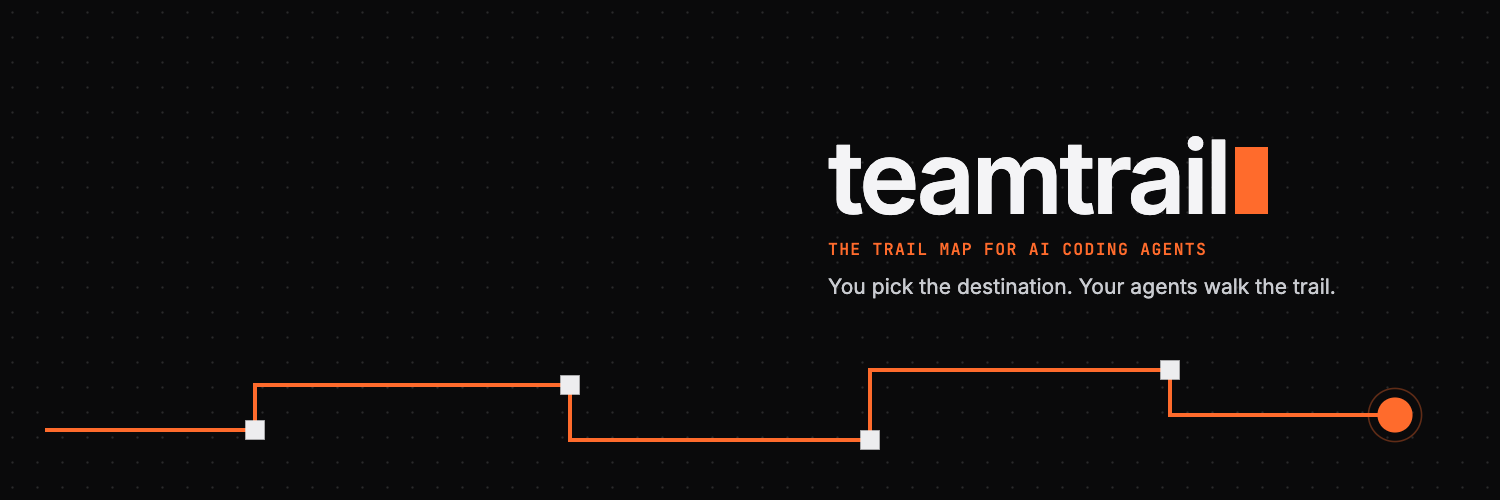 teamtrail
THE TRAIL MAP FOR AI CODING AGENTS
You pick the destination. Your agents walk the trail.